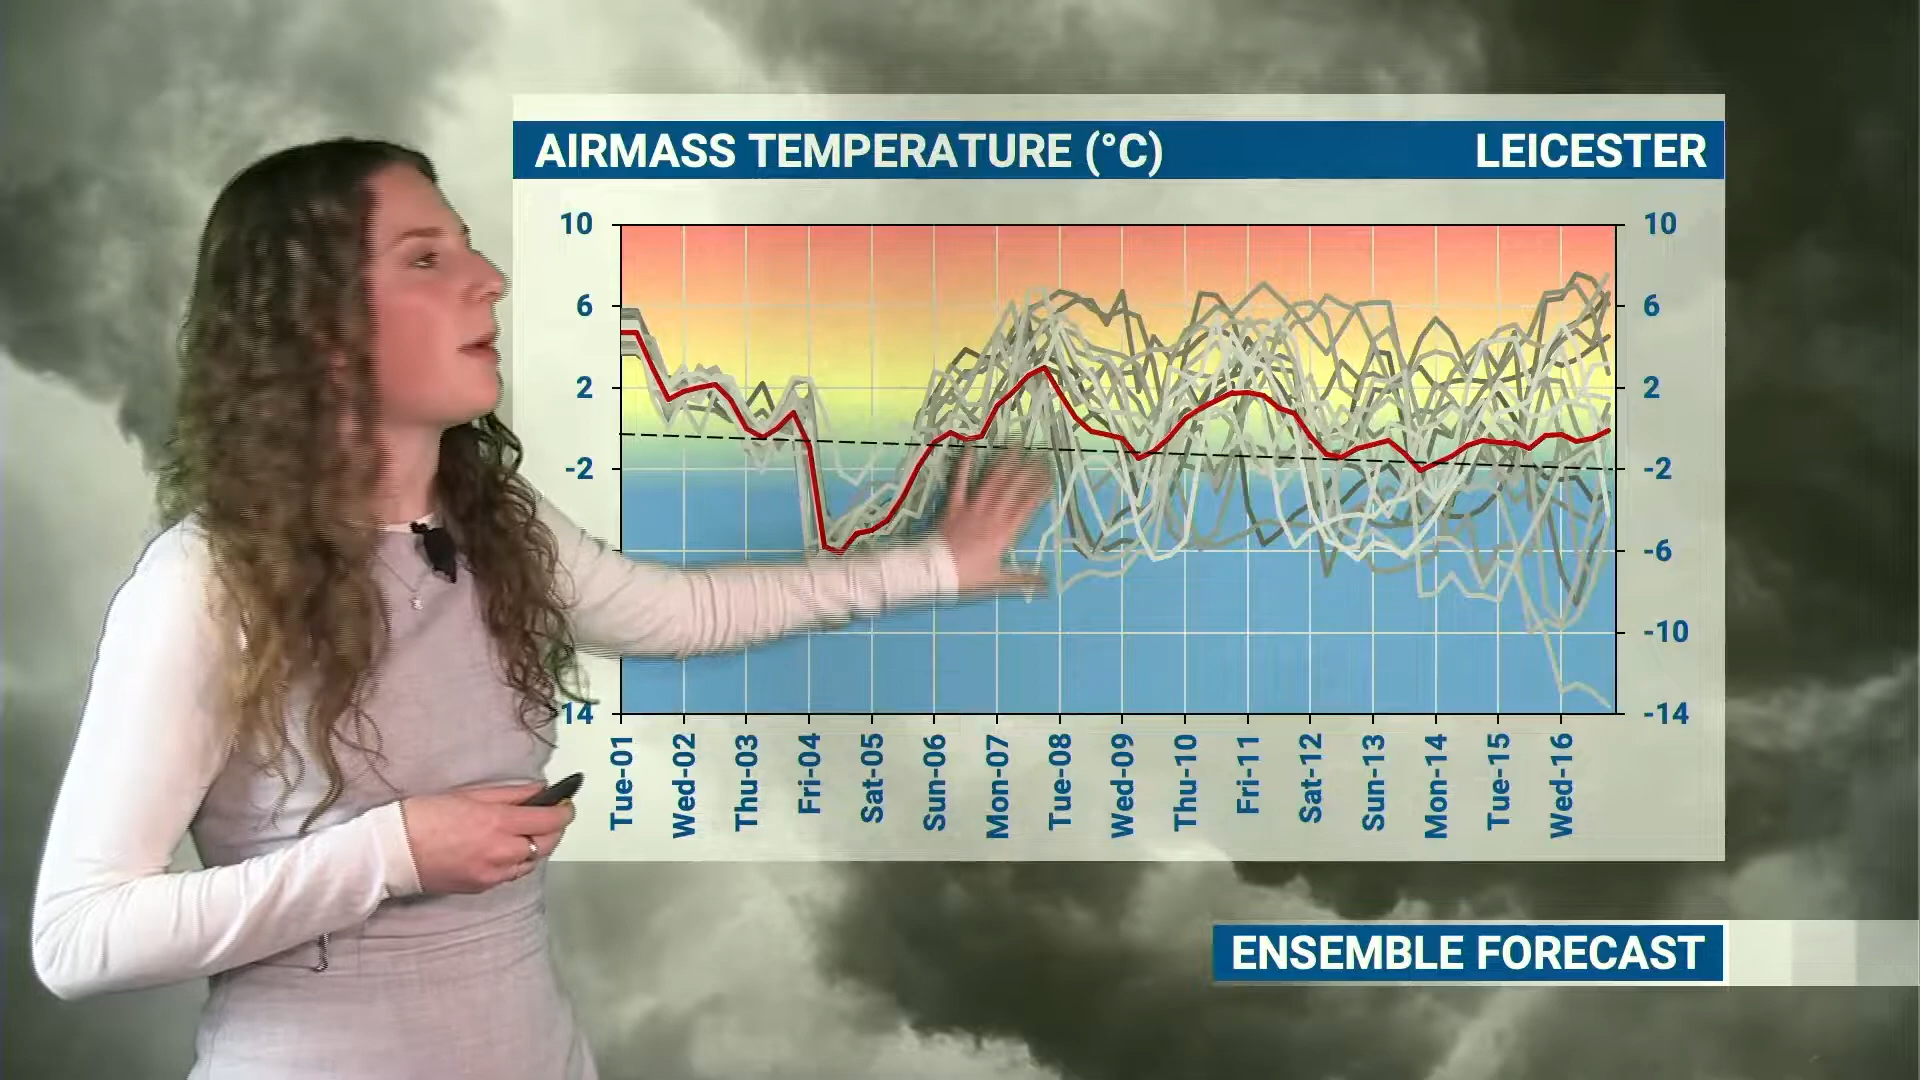 AIRMASS TEMPERATURE (°C) LEICESTER
10 10
6 6
2 2
-2 -2
-6
-10
14 -14
Tue-01 Wed-02 Thu-03 Fri-04 Sat-05 Sun-06 Mon-07 Tue-08 Wed-09 Thu-10 Fri-11 Sat-12 Sun-13 Mon-14 Tue-15 Wed-16
ENSEMBLE FORECAST